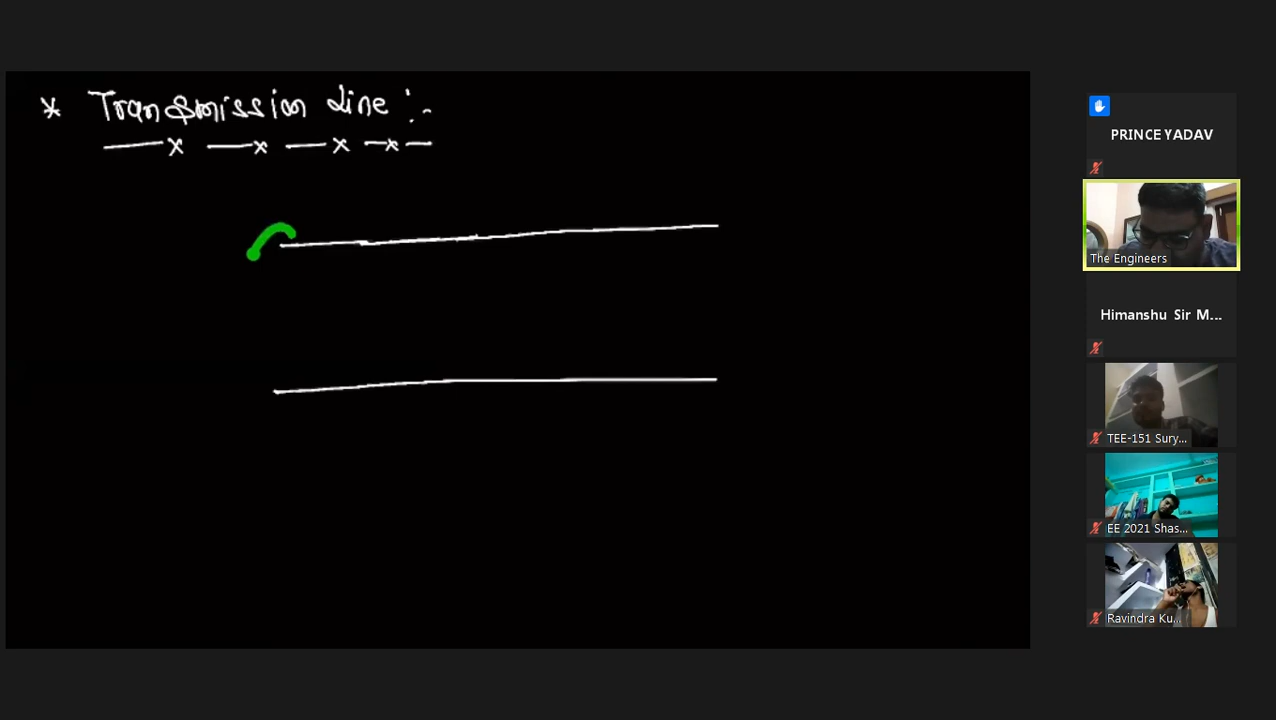 * Transmission Line :-
PRINCE YADAV
The Engineers
Himanshu Sir M...
TEE-151 Sury...
EE 2021 Shas...
Ravindra Ku...